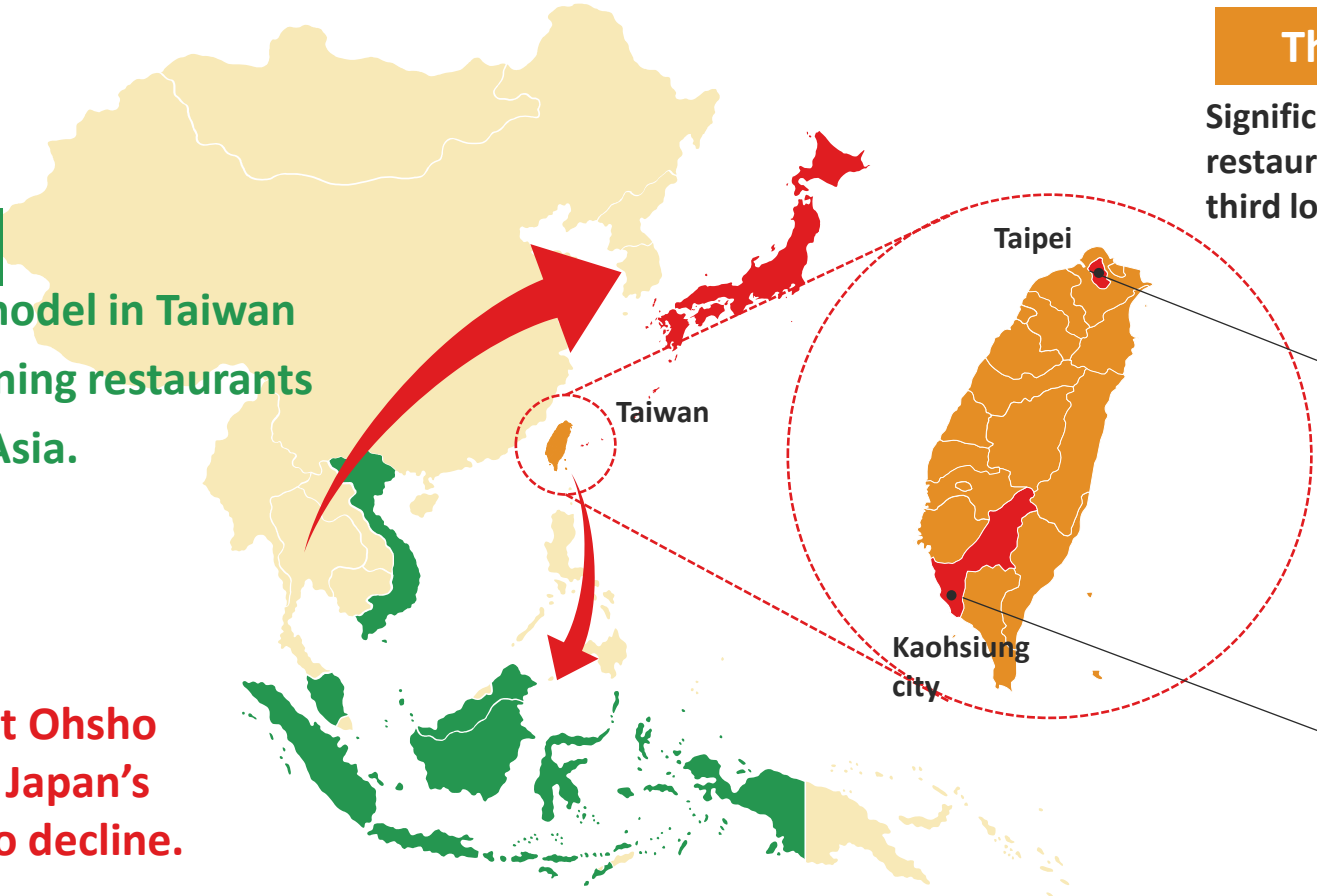 Th
Signific
restaur
third lo
Taipei
model in Taiwan
ning restaurants
Asia.
Taiwan
Kaohsiung
city
t Ohsho
Japan’s
o decline.